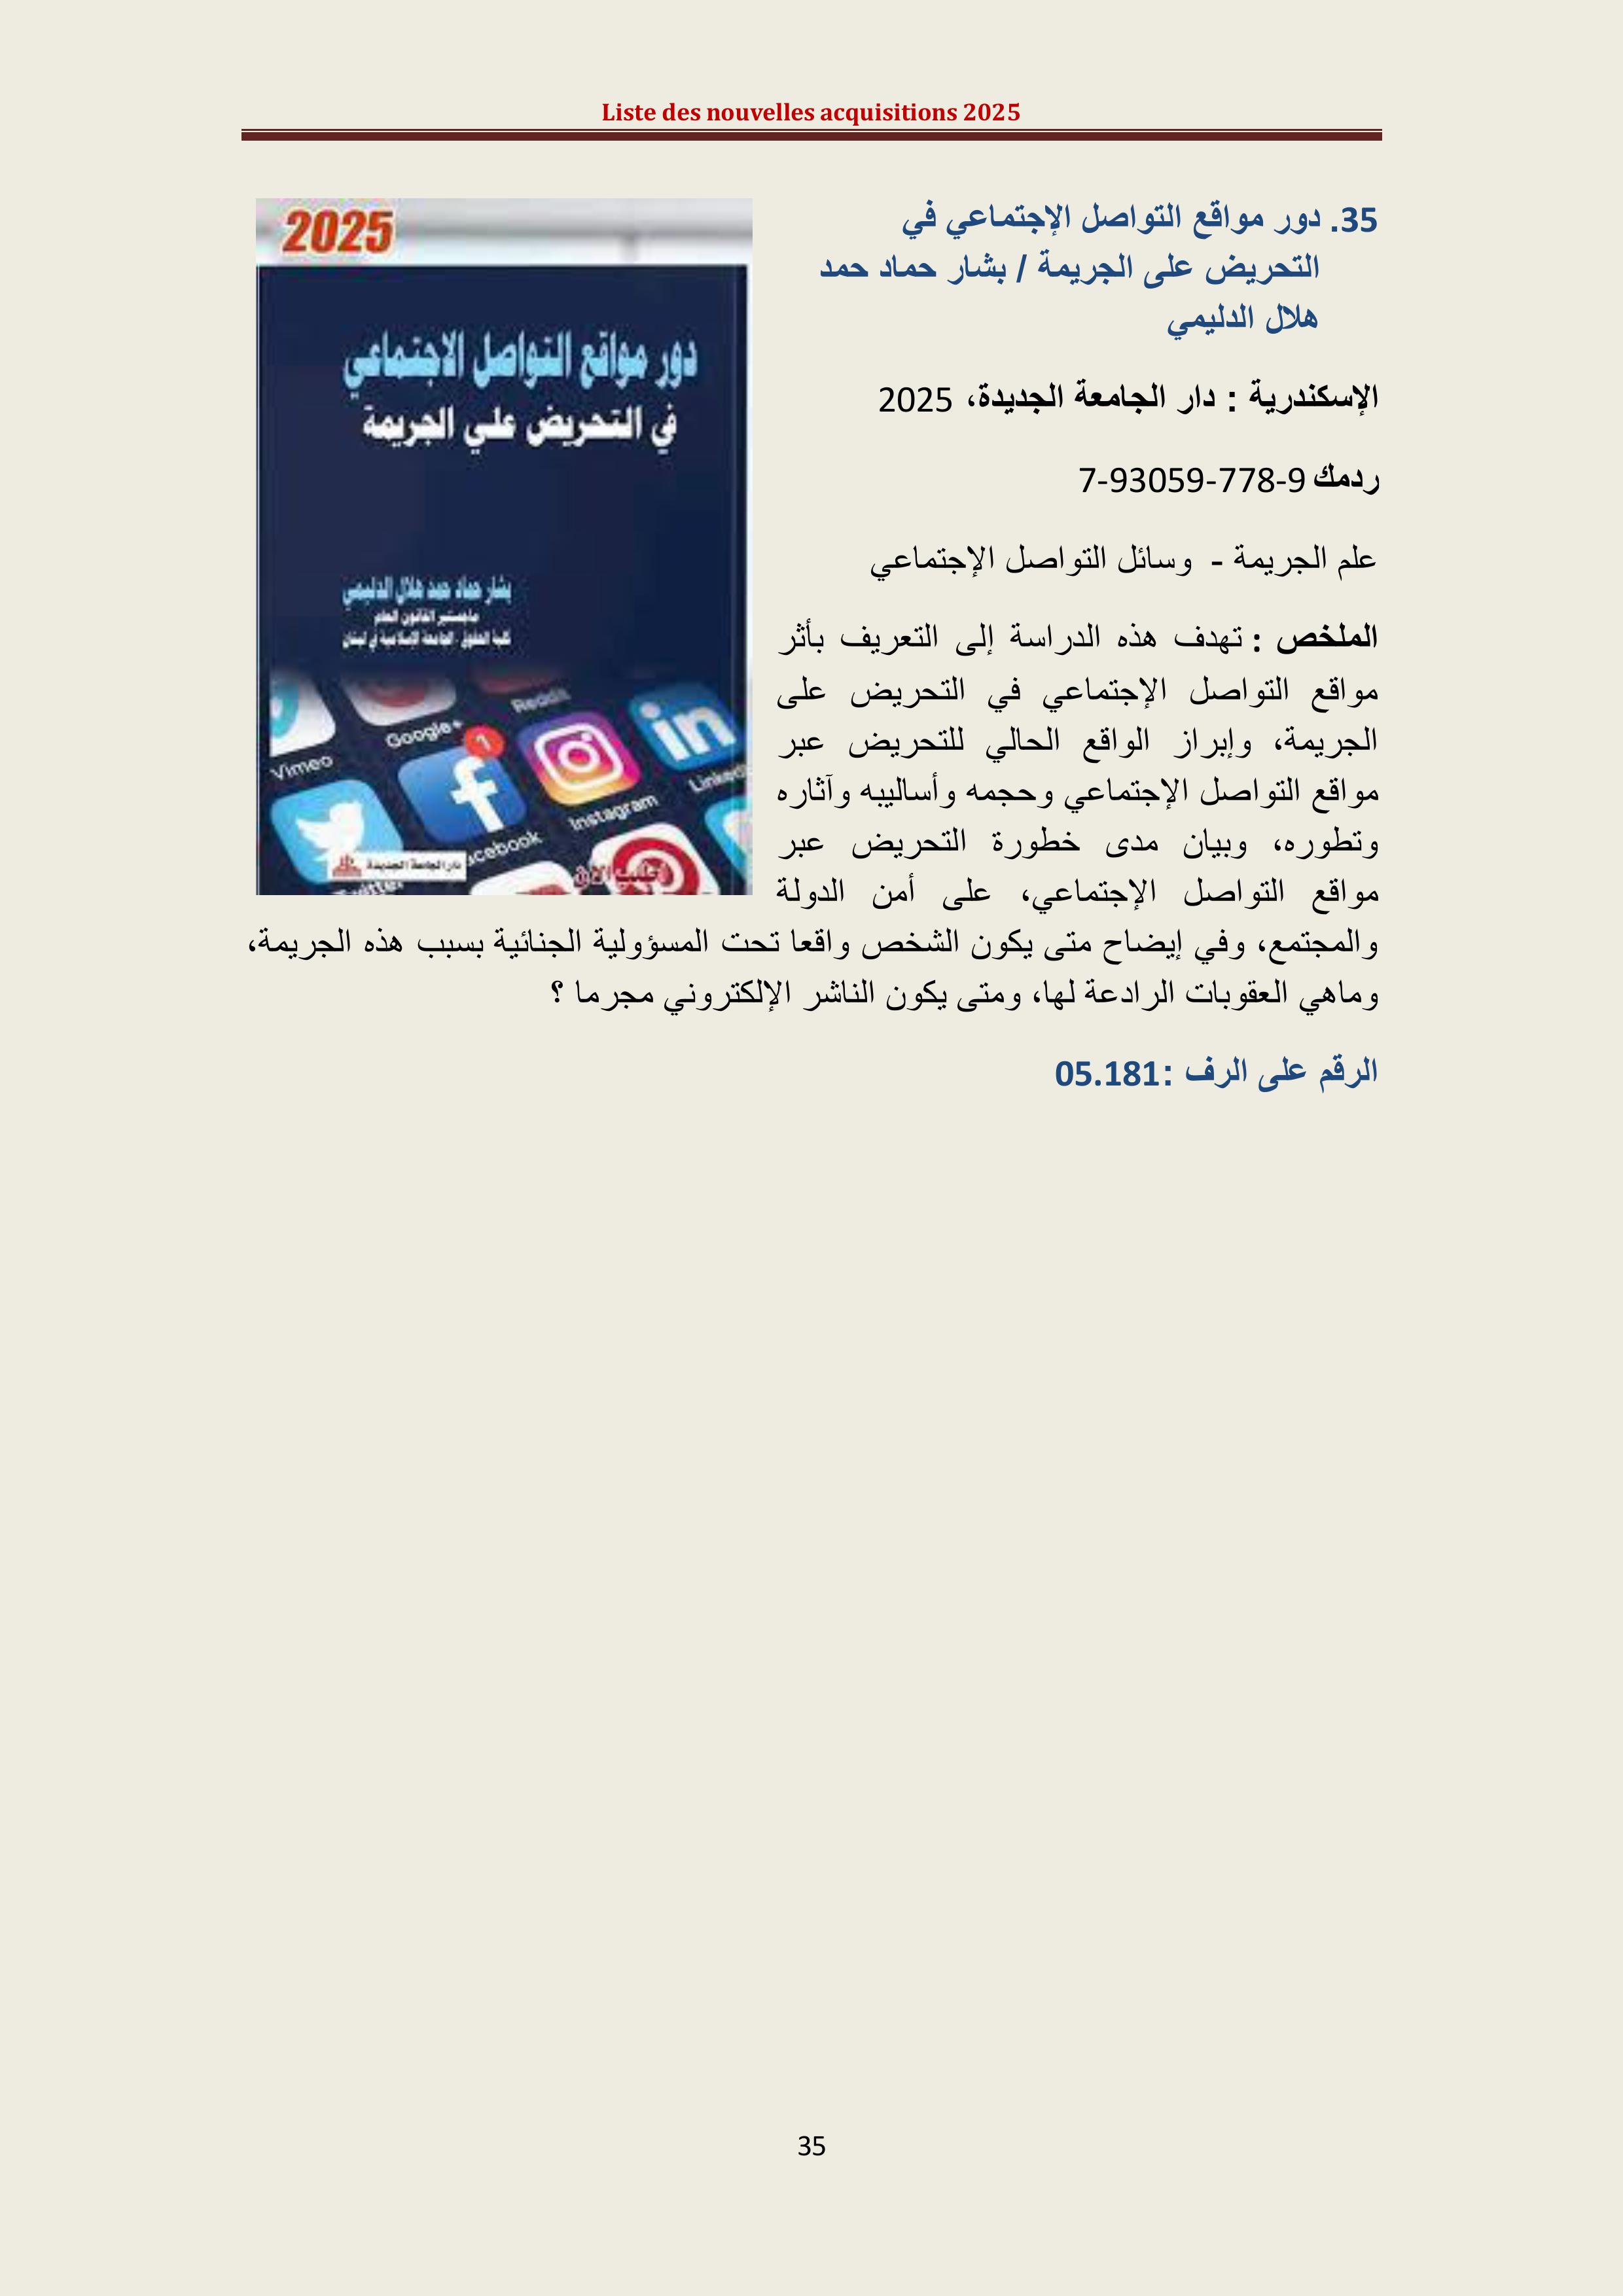 Liste des nouvelles acquisitions 2025
35. دور مواقع التواصل الإجتماعي في
التحريض على الجريمة / بشار حماد حمد
هلال الدليمي
الإسكندرية : دار الجامعة الجديدة، 2025
ردمك 9-778-93059-7
علم الجريمة - وسائل التواصل الإجتماعي
الملخص : تهدف هذه الدراسة إلى التعريف بأثر
مواقع التواصل الإجتماعي في التحريض على
الجريمة، وإبراز الواقع الحالي للتحريض عبر
مواقع التواصل الإجتماعي وحجمه وأساليبه وآثاره
وتطوره، وبيان مدى خطورة التحريض عبر
مواقع التواصل الإجتماعي، على أمن الدولة
والمجتمع، وفي إيضاح متى يكون الشخص واقعا تحت المسؤولية الجنائية بسبب هذه الجريمة،
وماهي العقوبات الرادعة لها، ومتى يكون الناشر الإلكتروني مجرما ؟
الرقم على الرف :05.181
2025
دور مواقع التواصل الاجتماعي
في التحريض علي الجريمة
بشار حماد حمد هلال الدليمي
ماجستير القانون العام
كلية الحقوق - الجامعة الإسلامية في لبنان
Reddit
Google+
Vimeo
1
in
Linked
Instagram
acebook
Twitter
دار الجامعة الجديدة
35